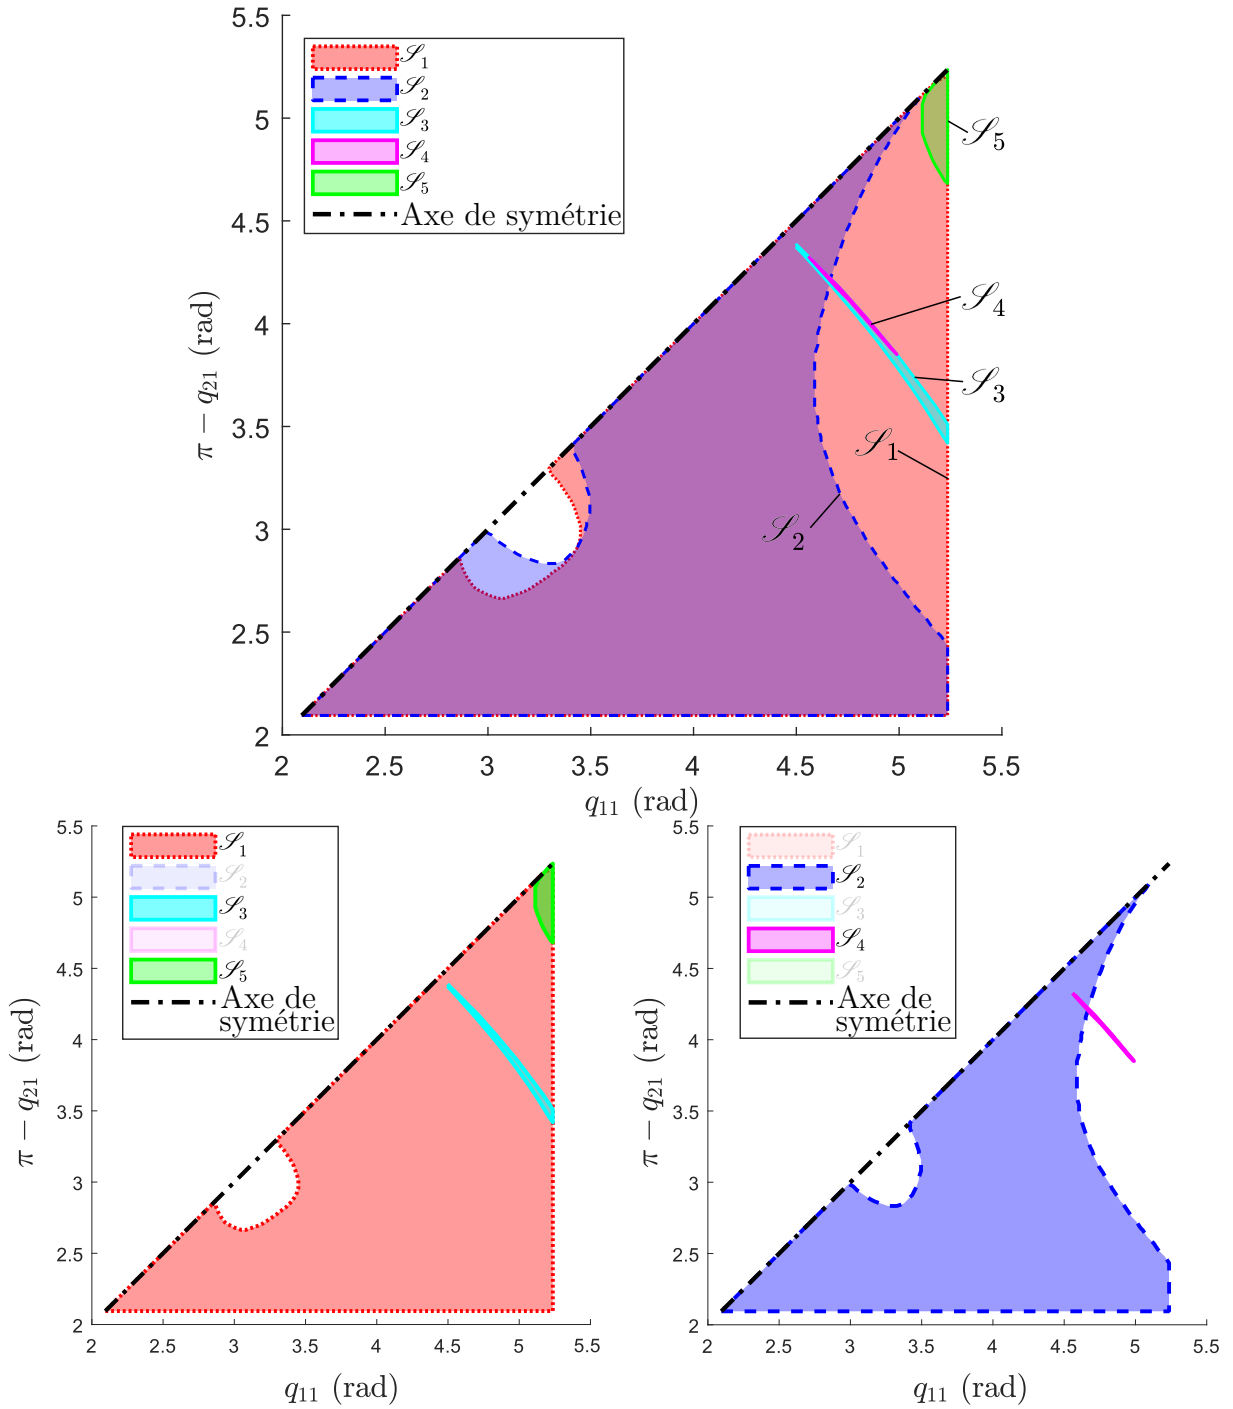 5.5
5
4.5
4
3.5
3
2.5
2
2 2.5 3 3.5 4 4.5 5 5.5
π − q₂₁ (rad)
q₁₁ (rad)
𝒮₁
𝒮₂
𝒮₃
𝒮₄
𝒮₅
Axe de symétrie
𝒮₅
𝒮₄
𝒮₃
𝒮₁
𝒮₂
5.5
5
4.5
4
3.5
3
2.5
2
2 2.5 3 3.5 4 4.5 5 5.5
π − q₂₁ (rad)
q₁₁ (rad)
𝒮₁
𝒮₂
𝒮₃
𝒮₄
𝒮₅
Axe de
symétrie
5.5
5
4.5
4
3.5
3
2.5
2
2 2.5 3 3.5 4 4.5 5 5.5
π − q₂₁ (rad)
q₁₁ (rad)
𝒮₁
𝒮₂
𝒮₃
𝒮₄
𝒮₅
Axe de
symétrie